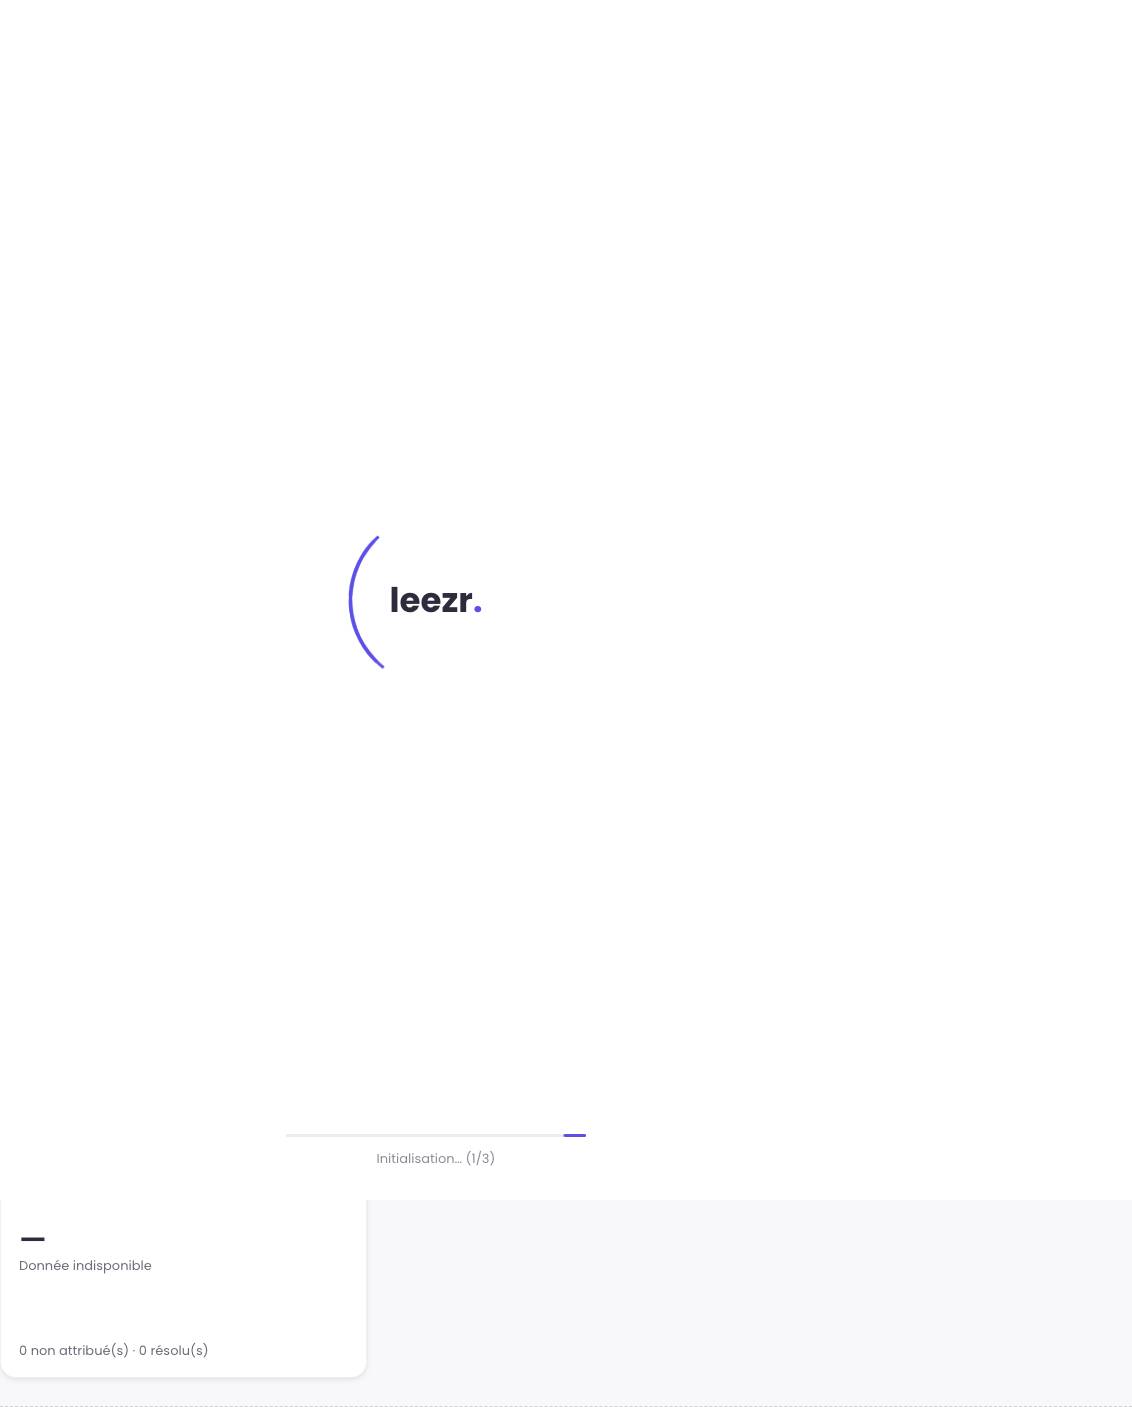 leezr.
Initialisation... (1/3)
—
Donnée indisponible
0 non attribué(s) · 0 résolu(s)